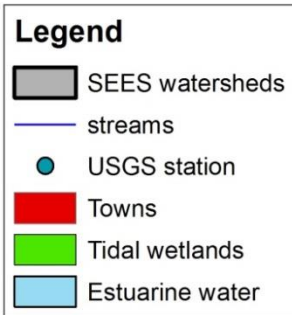 Legend
SEES watersheds
streams
USGS station
Towns
Tidal wetlands
Estuarine water